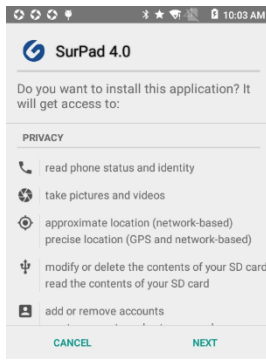 10:03 AM
SurPad 4.0
Do you want to install this application? It
will get access to:
PRIVACY
read phone status and identity
take pictures and videos
approximate location (network-based)
precise location (GPS and network-based)
modify or delete the contents of your SD card
read the contents of your SD card
add or remove accounts
CANCEL NEXT